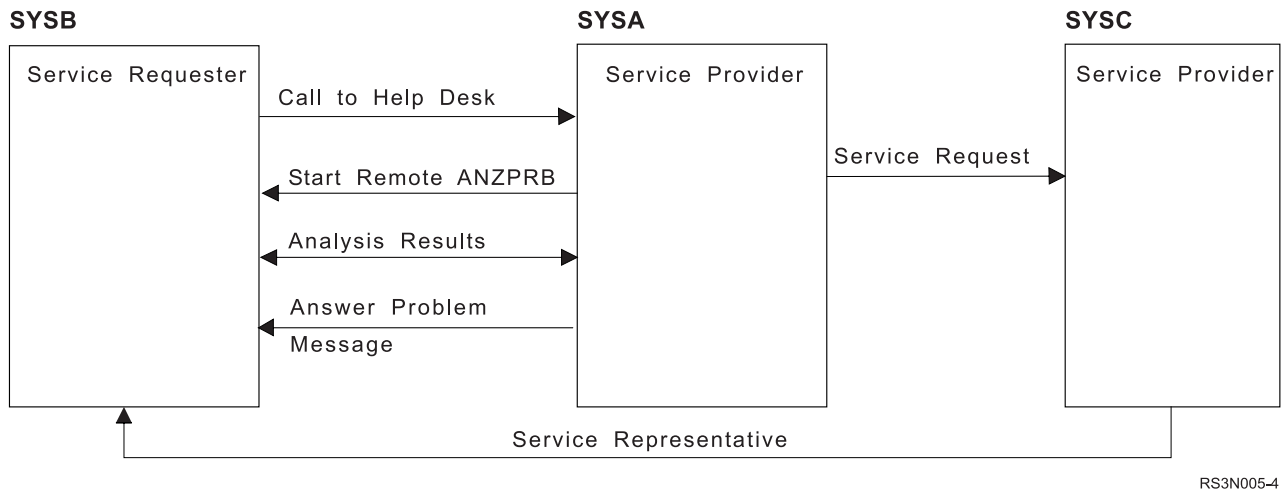 SYSB
SYSA
SYSC
Service Requester
Service Provider
Service Provider
Call to Help Desk
Service Request
Start Remote ANZPRB
Analysis Results
Answer Problem
Message
Service Representative
RS3N005-4